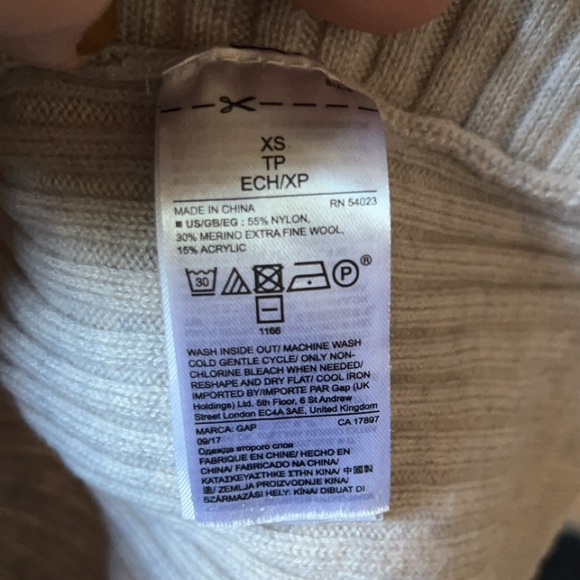 XS
TP
ECH/XP
MADE IN CHINA RN 54023
■ US/GB/EG : 55% NYLON,
30% MERINO EXTRA FINE WOOL,
15% ACRYLIC
30 P ®
1166
WASH INSIDE OUT/ MACHINE WASH
COLD GENTLE CYCLE/ ONLY NON-
CHLORINE BLEACH WHEN NEEDED/
RESHAPE AND DRY FLAT/ COOL IRON
IMPORTED BY/IMPORTE PAR Gap (UK
Holdings) Ltd. 5th Floor, 6 St Andrew
Street London EC4A 3AE, United Kingdom
MARCA: GAP CA 17897
09/17
Одежда второго слоя
FABRIQUE EN CHINE/ HECHO EN
CHINA/ FABRICADO NA CHINA/
ΚΑΤΑΣΚΕΥΑΣΤΗΚΕ ΣΤΗΝ ΚΙΝΑ/ 中國製
造/ ZEMLJA PROIZVODNJE KINA/
SZÁRMAZÁSI HELY: KÍNA/ DIBUAT DI